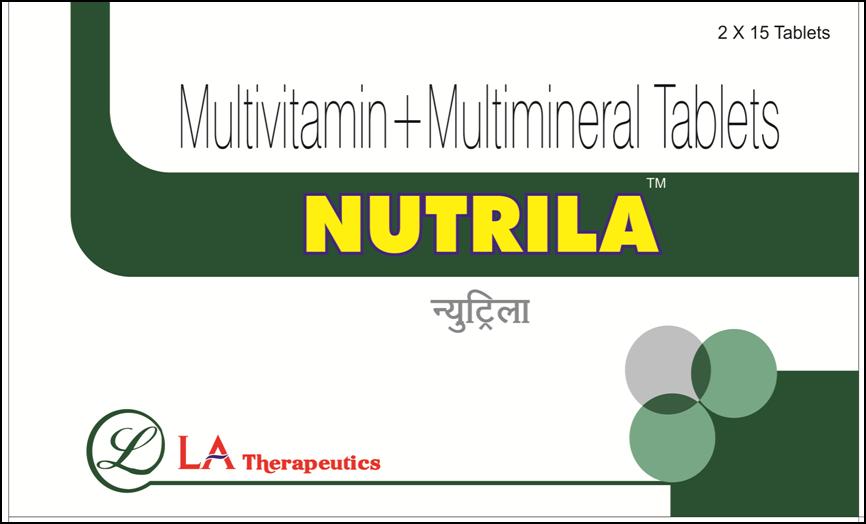 2 X 15 Tablets
Multivitamin+Multimineral Tablets
NUTRILA™
न्युट्रिला
L LA Therapeutics